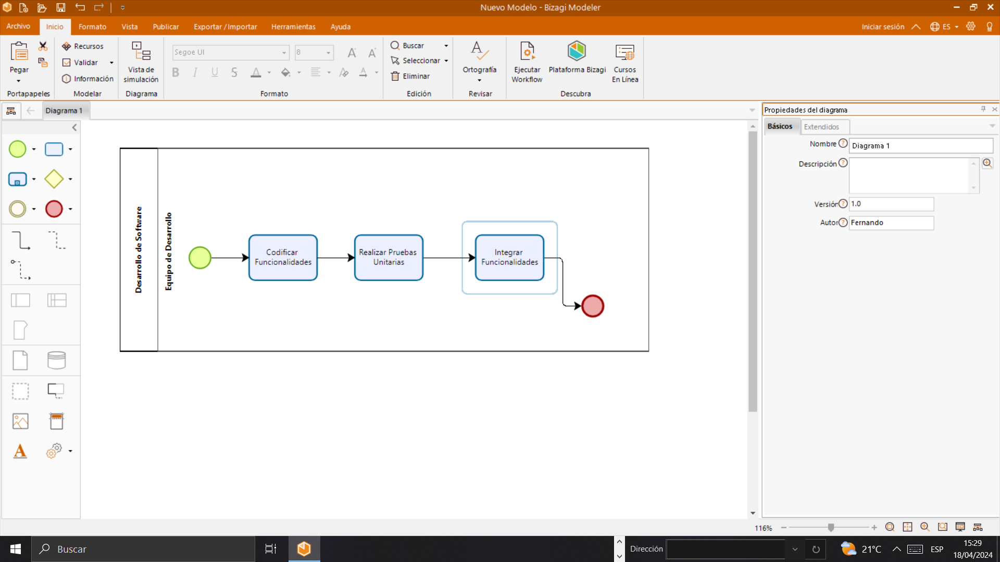 Nuevo Modelo - Bizagi Modeler
Archivo Inicio Formato Vista Publicar Exportar / Importar Herramientas Ayuda Iniciar sesión ES
Pegar
Portapapeles
Recursos
Validar
Información
Modelar
Vista de
simulación
Diagrama
Segoe UI 8
A A
B I U S A A
Formato
Buscar
Seleccionar
Eliminar
Edición
Ortografía
Revisar
Ejecutar
Workflow
Plataforma Bizagi
Cursos
En Línea
Descubra
Diagrama 1
Desarrollo de Software
Equipo de Desarrollo
Codificar
Funcionalidades
Realizar Pruebas
Unitarias
Integrar
Funcionalidades
A
Propiedades del diagrama
Básicos Extendidos
Nombre ? Diagrama 1
Descripción ?
Versión ? 1.0
Autor ? Fernando
116%
Buscar
Dirección
21°C
ESP
15:29
18/04/2024